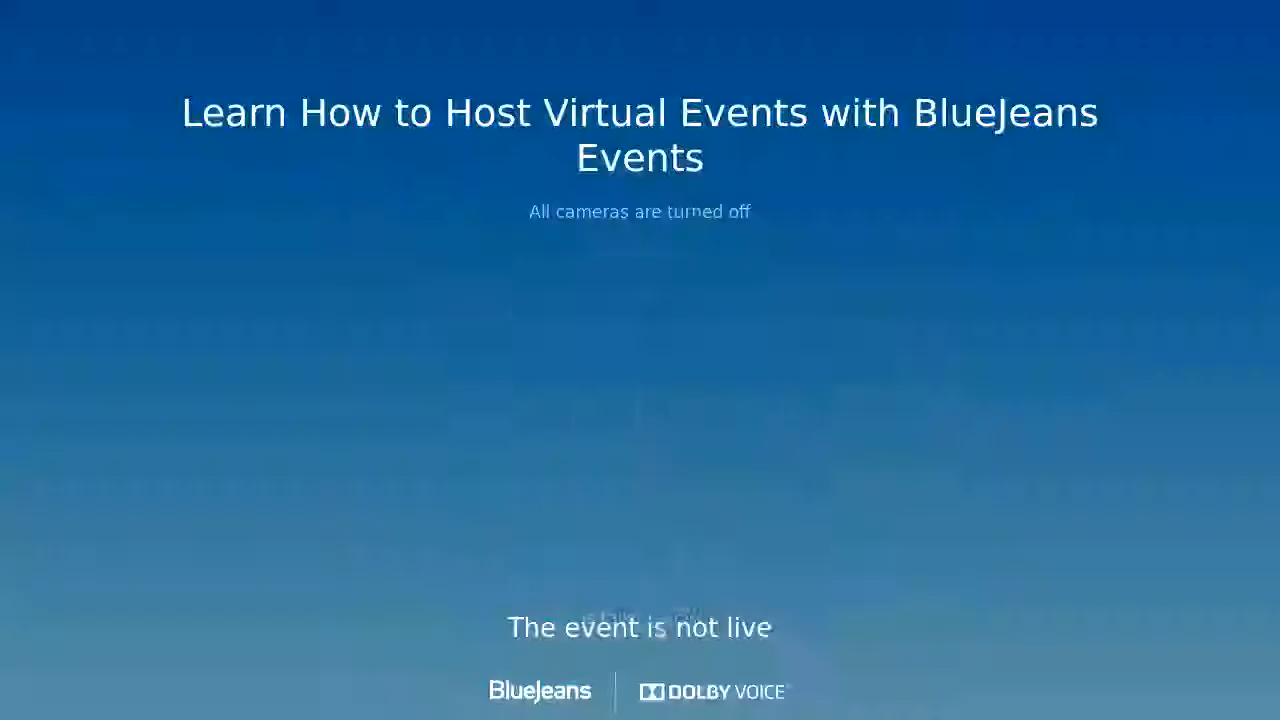 Learn How to Host Virtual Events with BlueJeans
Events
All cameras are turned off
The event is not live
BlueJeans
DOLBY VOICE